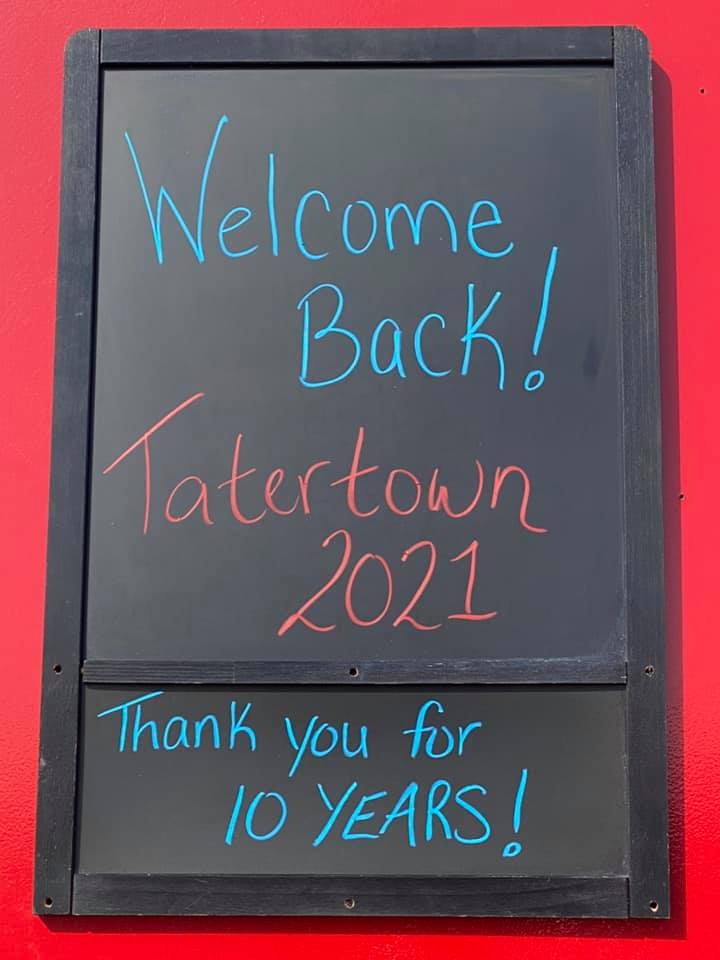 Welcome
Back!
Tatertown
2021
Thank you for
10 YEARS!